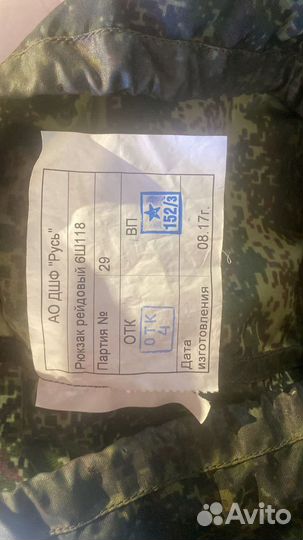 АО ДШФ "Русь"
Рюкзак рейдовый 6Ш118
Партия № 29
ОТК ВП
ОТК 4 152/3
Дата изготовления 08.17г.
Avito